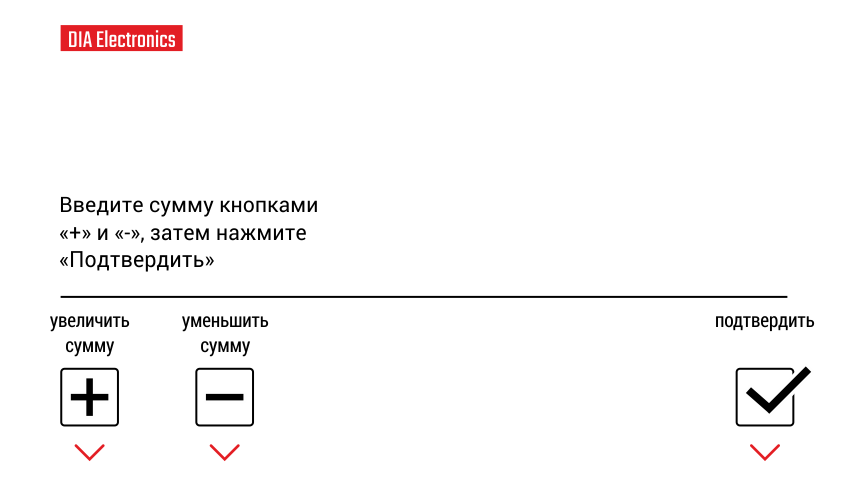 DIA Electronics
Введите сумму кнопками
«+» и «-», затем нажмите
«Подтвердить»
увеличить
сумму
уменьшить
сумму
подтвердить